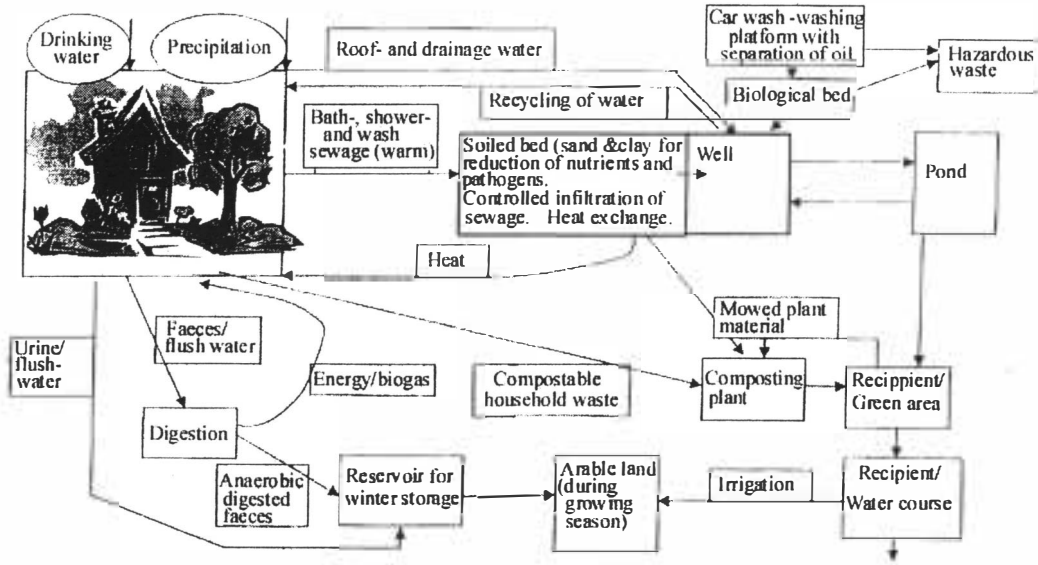 Drinking
water
Precipitation
Roof- and drainage water
Car wash -washing
platform with
separation of oil
Hazardous
waste
Recycling of water
Biological bed
Bath-, shower-
and wash
sewage (warm)
Soiled bed (sand &clay for
reduction of nutrients and
pathogens.
Controlled infiltration of
sewage. Heat exchange.
Well
Pond
Heat
Mowed plant
material
Faeces/
flush water
Urine/
flush-
water
Energy/biogas
Compostable
household waste
Composting
plant
Recippient/
Green area
Digestion
Anaerobic
digested
faeces
Reservoir for
winter storage
Arable land
(during
growing
season)
Irrigation
Recipient/
Water course